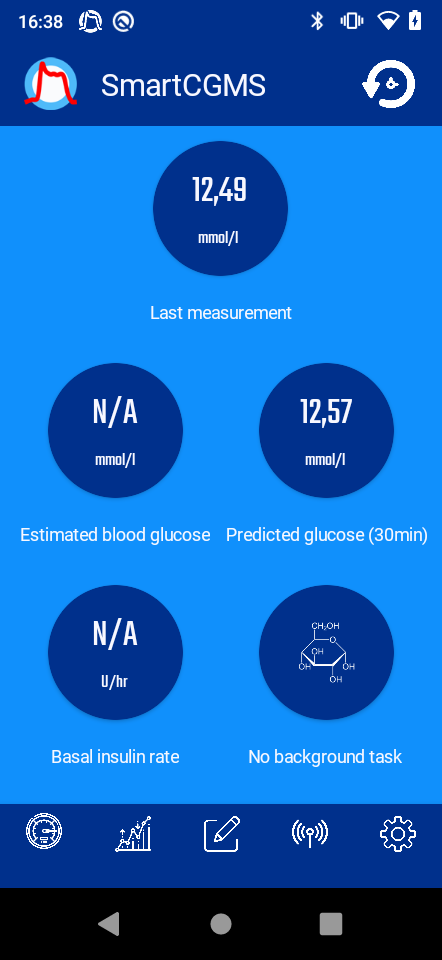 16:38
SmartCGMS
12,49
mmol/l
Last measurement
N/A
mmol/l
Estimated blood glucose
12,57
mmol/l
Predicted glucose (30min)
N/A
U/hr
Basal insulin rate
CH₂OH
O
OH
OH
OH
OH
No background task